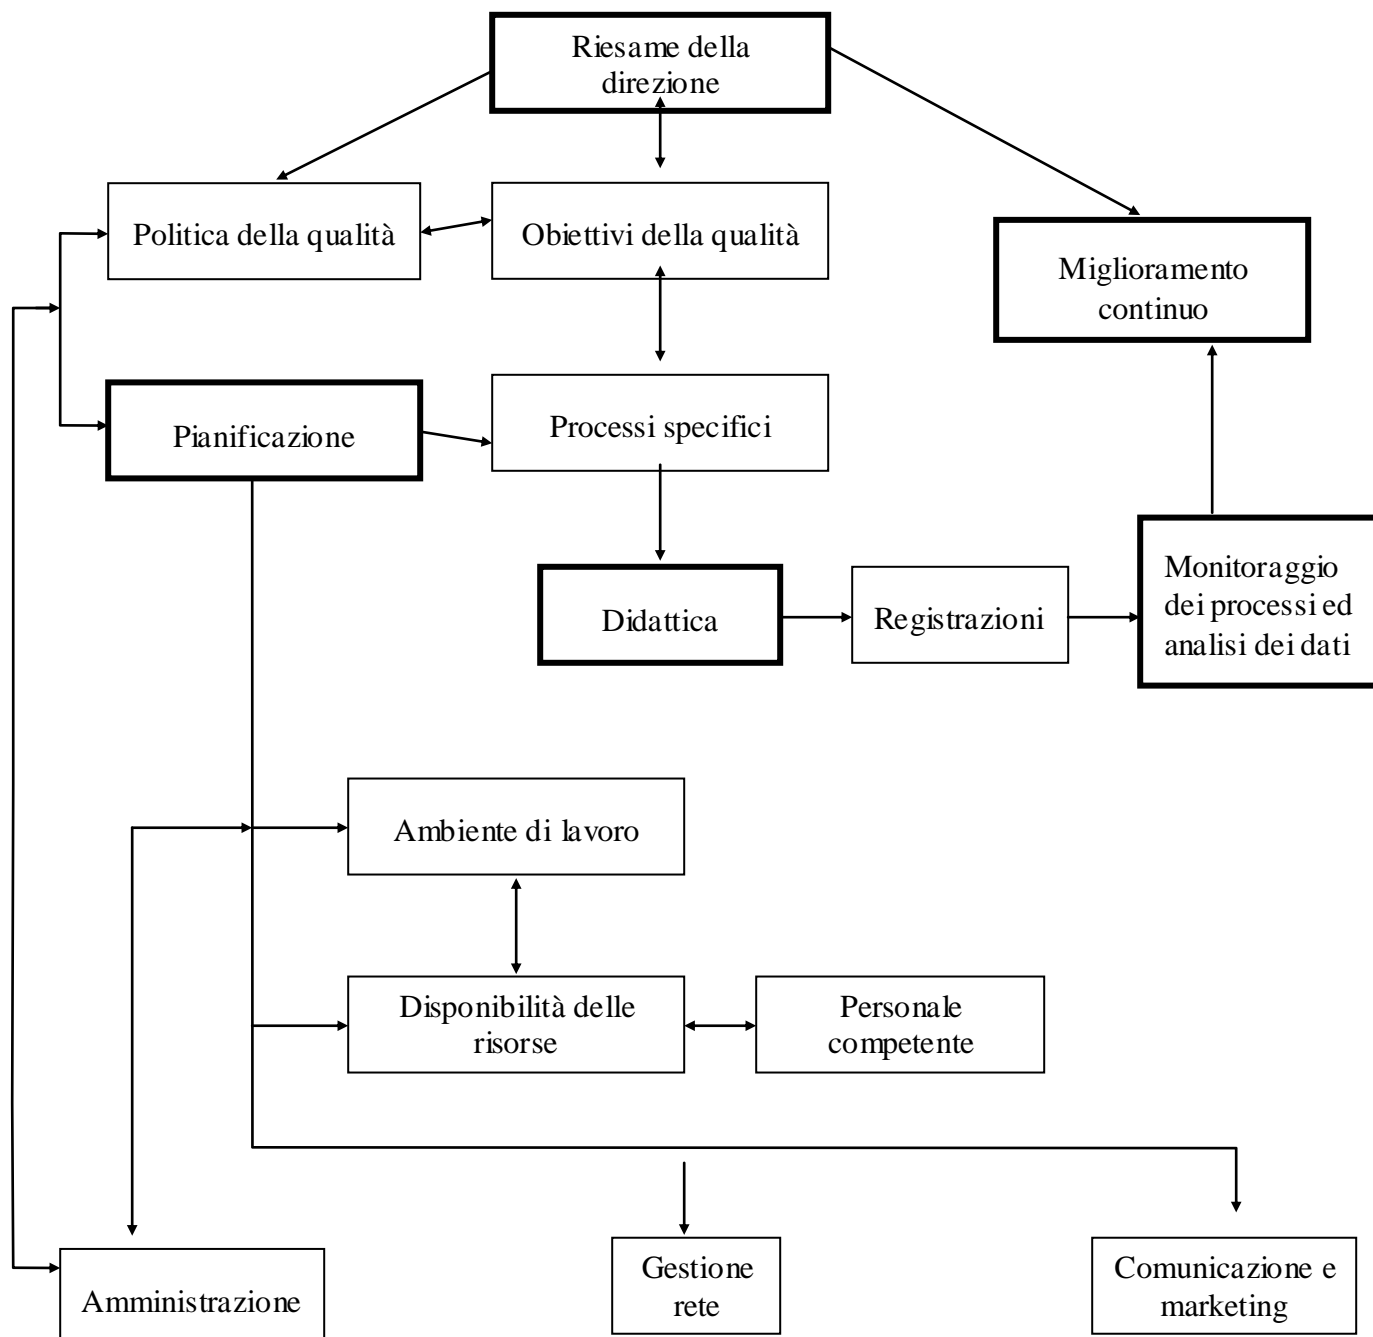 Riesame della
direzione
Politica della qualità
Obiettivi della qualità
Miglioramento
continuo
Pianificazione
Processi specifici
Didattica
Registrazioni
Monitoraggio
dei processi ed
analisi dei dati
Ambiente di lavoro
Disponibilità delle
risorse
Personale
competente
Amministrazione
Gestione
rete
Comunicazione e
marketing